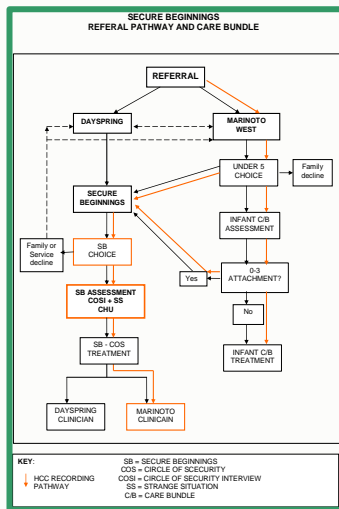 SECURE BEGINNINGS
REFERAL PATHWAY AND CARE BUNDLE
REFERRAL
DAYSPRING
MARINOTO
WEST
UNDER 5
CHOICE
Family
decline
SECURE
BEGINNINGS
INFANT C/B
ASSESSMENT
Family or
Service
decline
SB
CHOICE
Yes
0-3
ATTACHMENT?
SB ASSESSMENT
COSI + SS
CHU
No
SB - COS
TREATMENT
INFANT C/B
TREATMENT
DAYSPRING
CLINICIAN
MARINOTO
CLINICAIN
KEY:
HCC RECORDING
PATHWAY
SB = SECURE BEGINNINGS
COS = CIRCLE OF SCECURITY
COSI = CIRCLE OF SECURITY INTERVIEW
SS = STRANGE SITUATION
C/B = CARE BUNDLE